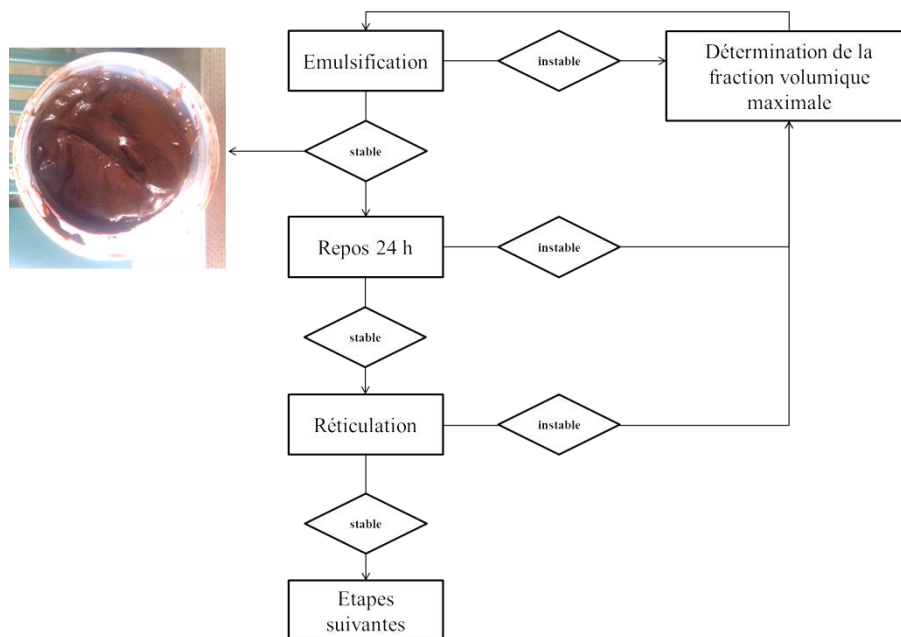 Emulsification
instable
Détermination de la
fraction volumique
maximale
stable
Repos 24 h
instable
stable
Réticulation
instable
stable
Etapes
suivantes